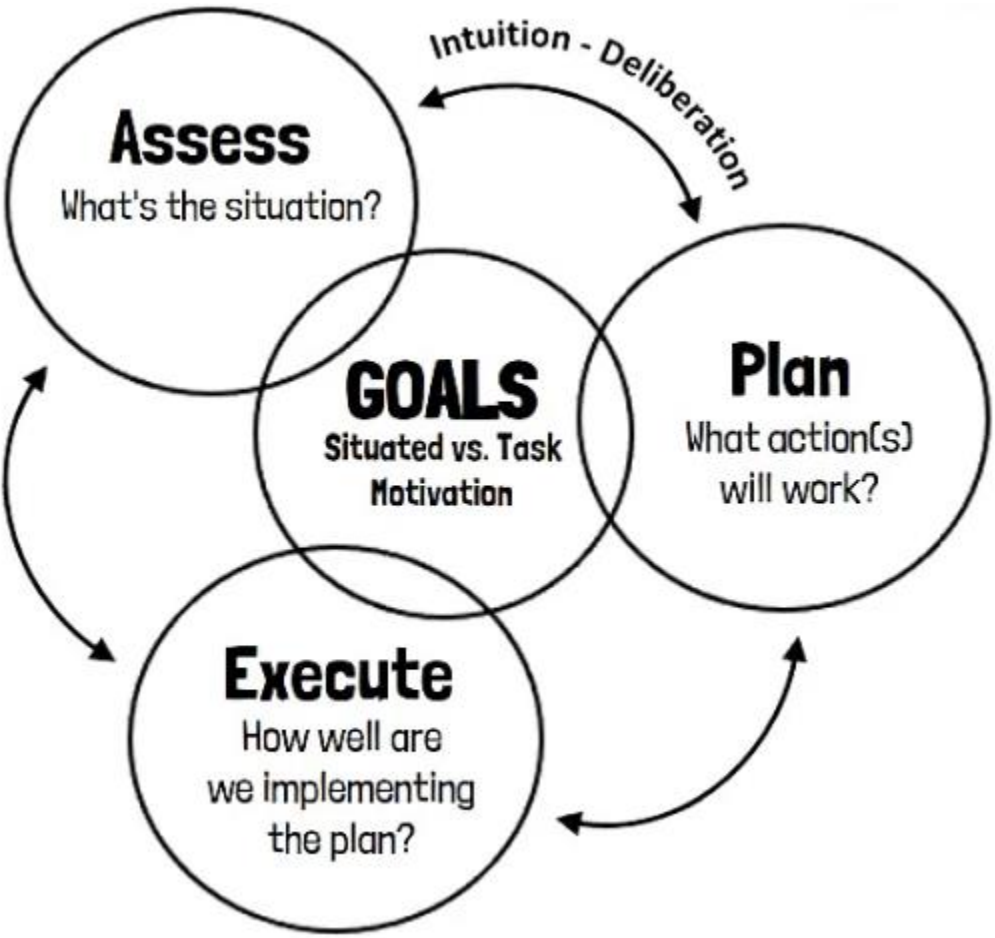 Intuition - Deliberation
Assess
What's the situation?
GOALS
Situated vs. Task
Motivation
Plan
What action(s)
will work?
Execute
How well are
we implementing
the plan?